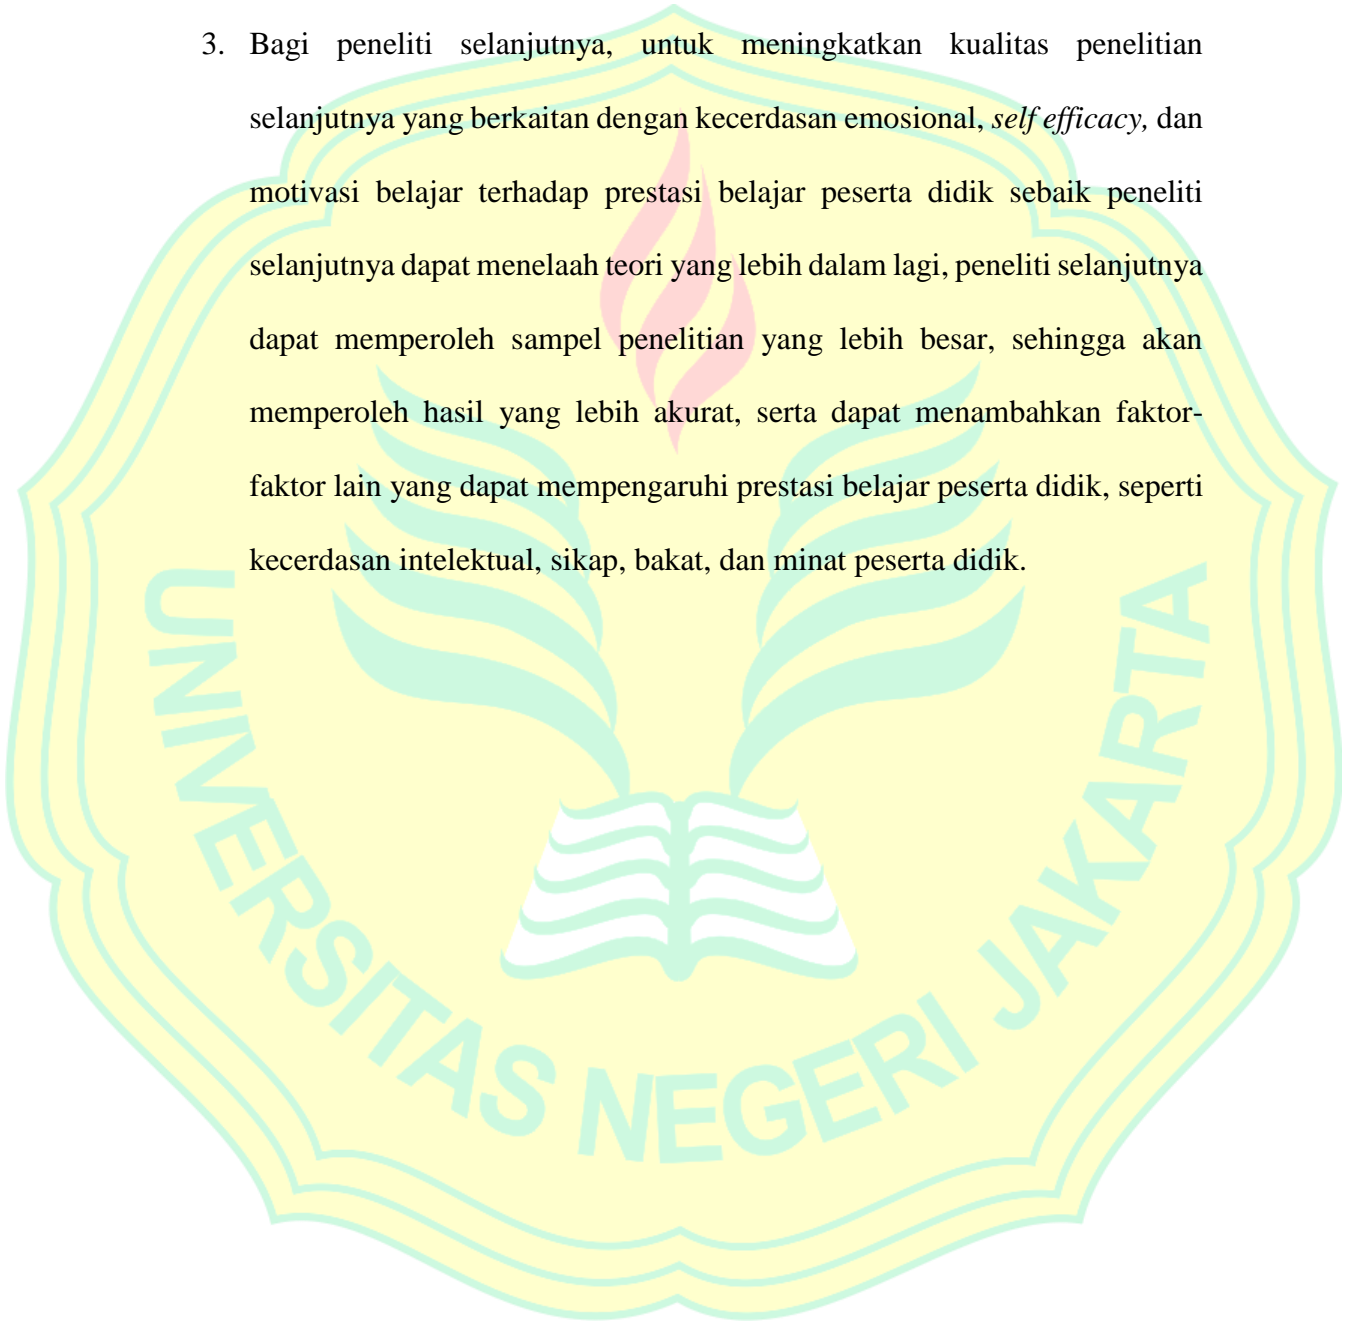 3. Bagi peneliti selanjutnya, untuk meningkatkan kualitas penelitian
selanjutnya yang berkaitan dengan kecerdasan emosional, self efficacy, dan
motivasi belajar terhadap prestasi belajar peserta didik sebaik peneliti
selanjutnya dapat menelaah teori yang lebih dalam lagi, peneliti selanjutnya
dapat memperoleh sampel penelitian yang lebih besar, sehingga akan
memperoleh hasil yang lebih akurat, serta dapat menambahkan faktor-
faktor lain yang dapat mempengaruhi prestasi belajar peserta didik, seperti
kecerdasan intelektual, sikap, bakat, dan minat peserta didik.
UNIVERSITAS NEGERI JAKARTA